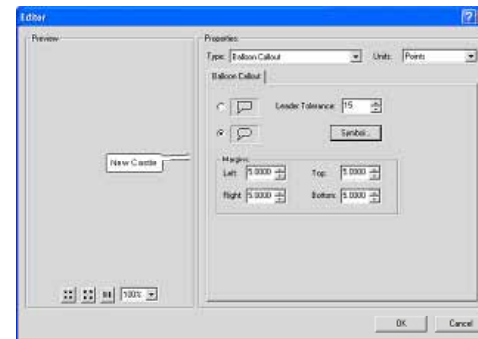 Editor
Preview
Properties
Type: Balloon Callout Units: Points
Balloon Callout
Leader Tolerance: 15
Symbol...
New Castle
Margins
Left: 5.0000 Top: 5.0000
Right: 5.0000 Bottom: 5.0000
100%
OK Cancel